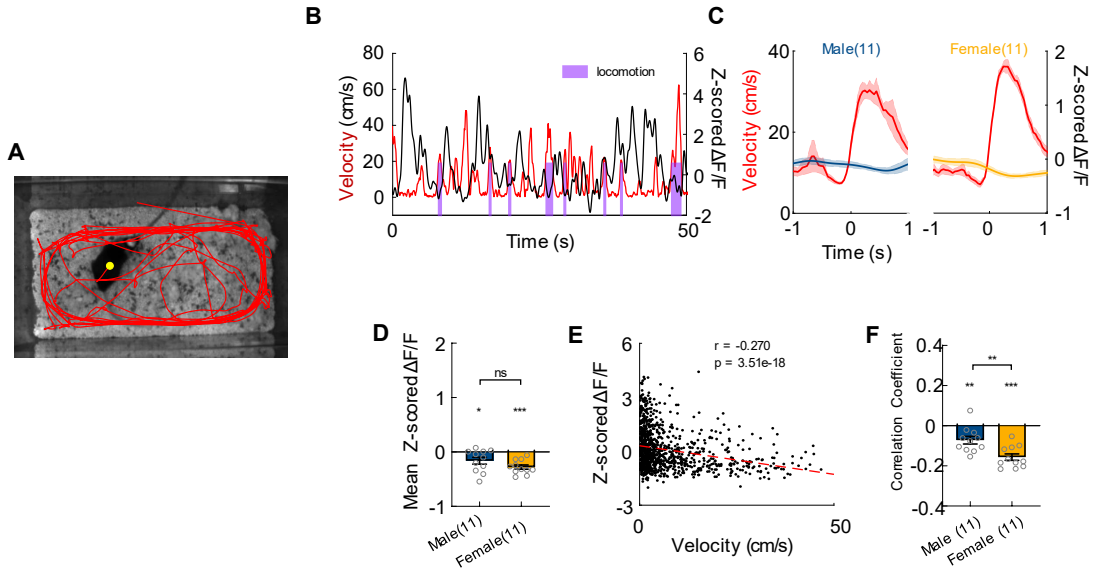 A
B
80
60
40
20
0
Velocity (cm/s)
6
4
2
0
-2
Z-scored ΔF/F
locomotion
0
50
Time (s)
C
Male(11)
Female(11)
40
20
0
Velocity (cm/s)
2
1
0
-1
Z-scored ΔF/F
-1
0
1
-1
0
1
Time (s)
D
2
1
0
-1
Mean Z-scored ΔF/F
ns
*
***
Male(11)
Female(11)
E
6
3
0
-3
Z-scored ΔF/F
r = -0.270
p = 3.51e-18
0
50
Velocity (cm/s)
F
0.4
0.2
0
-0.2
-0.4
Correlation Coefficient
**
**
***
Male (11)
Female (11)